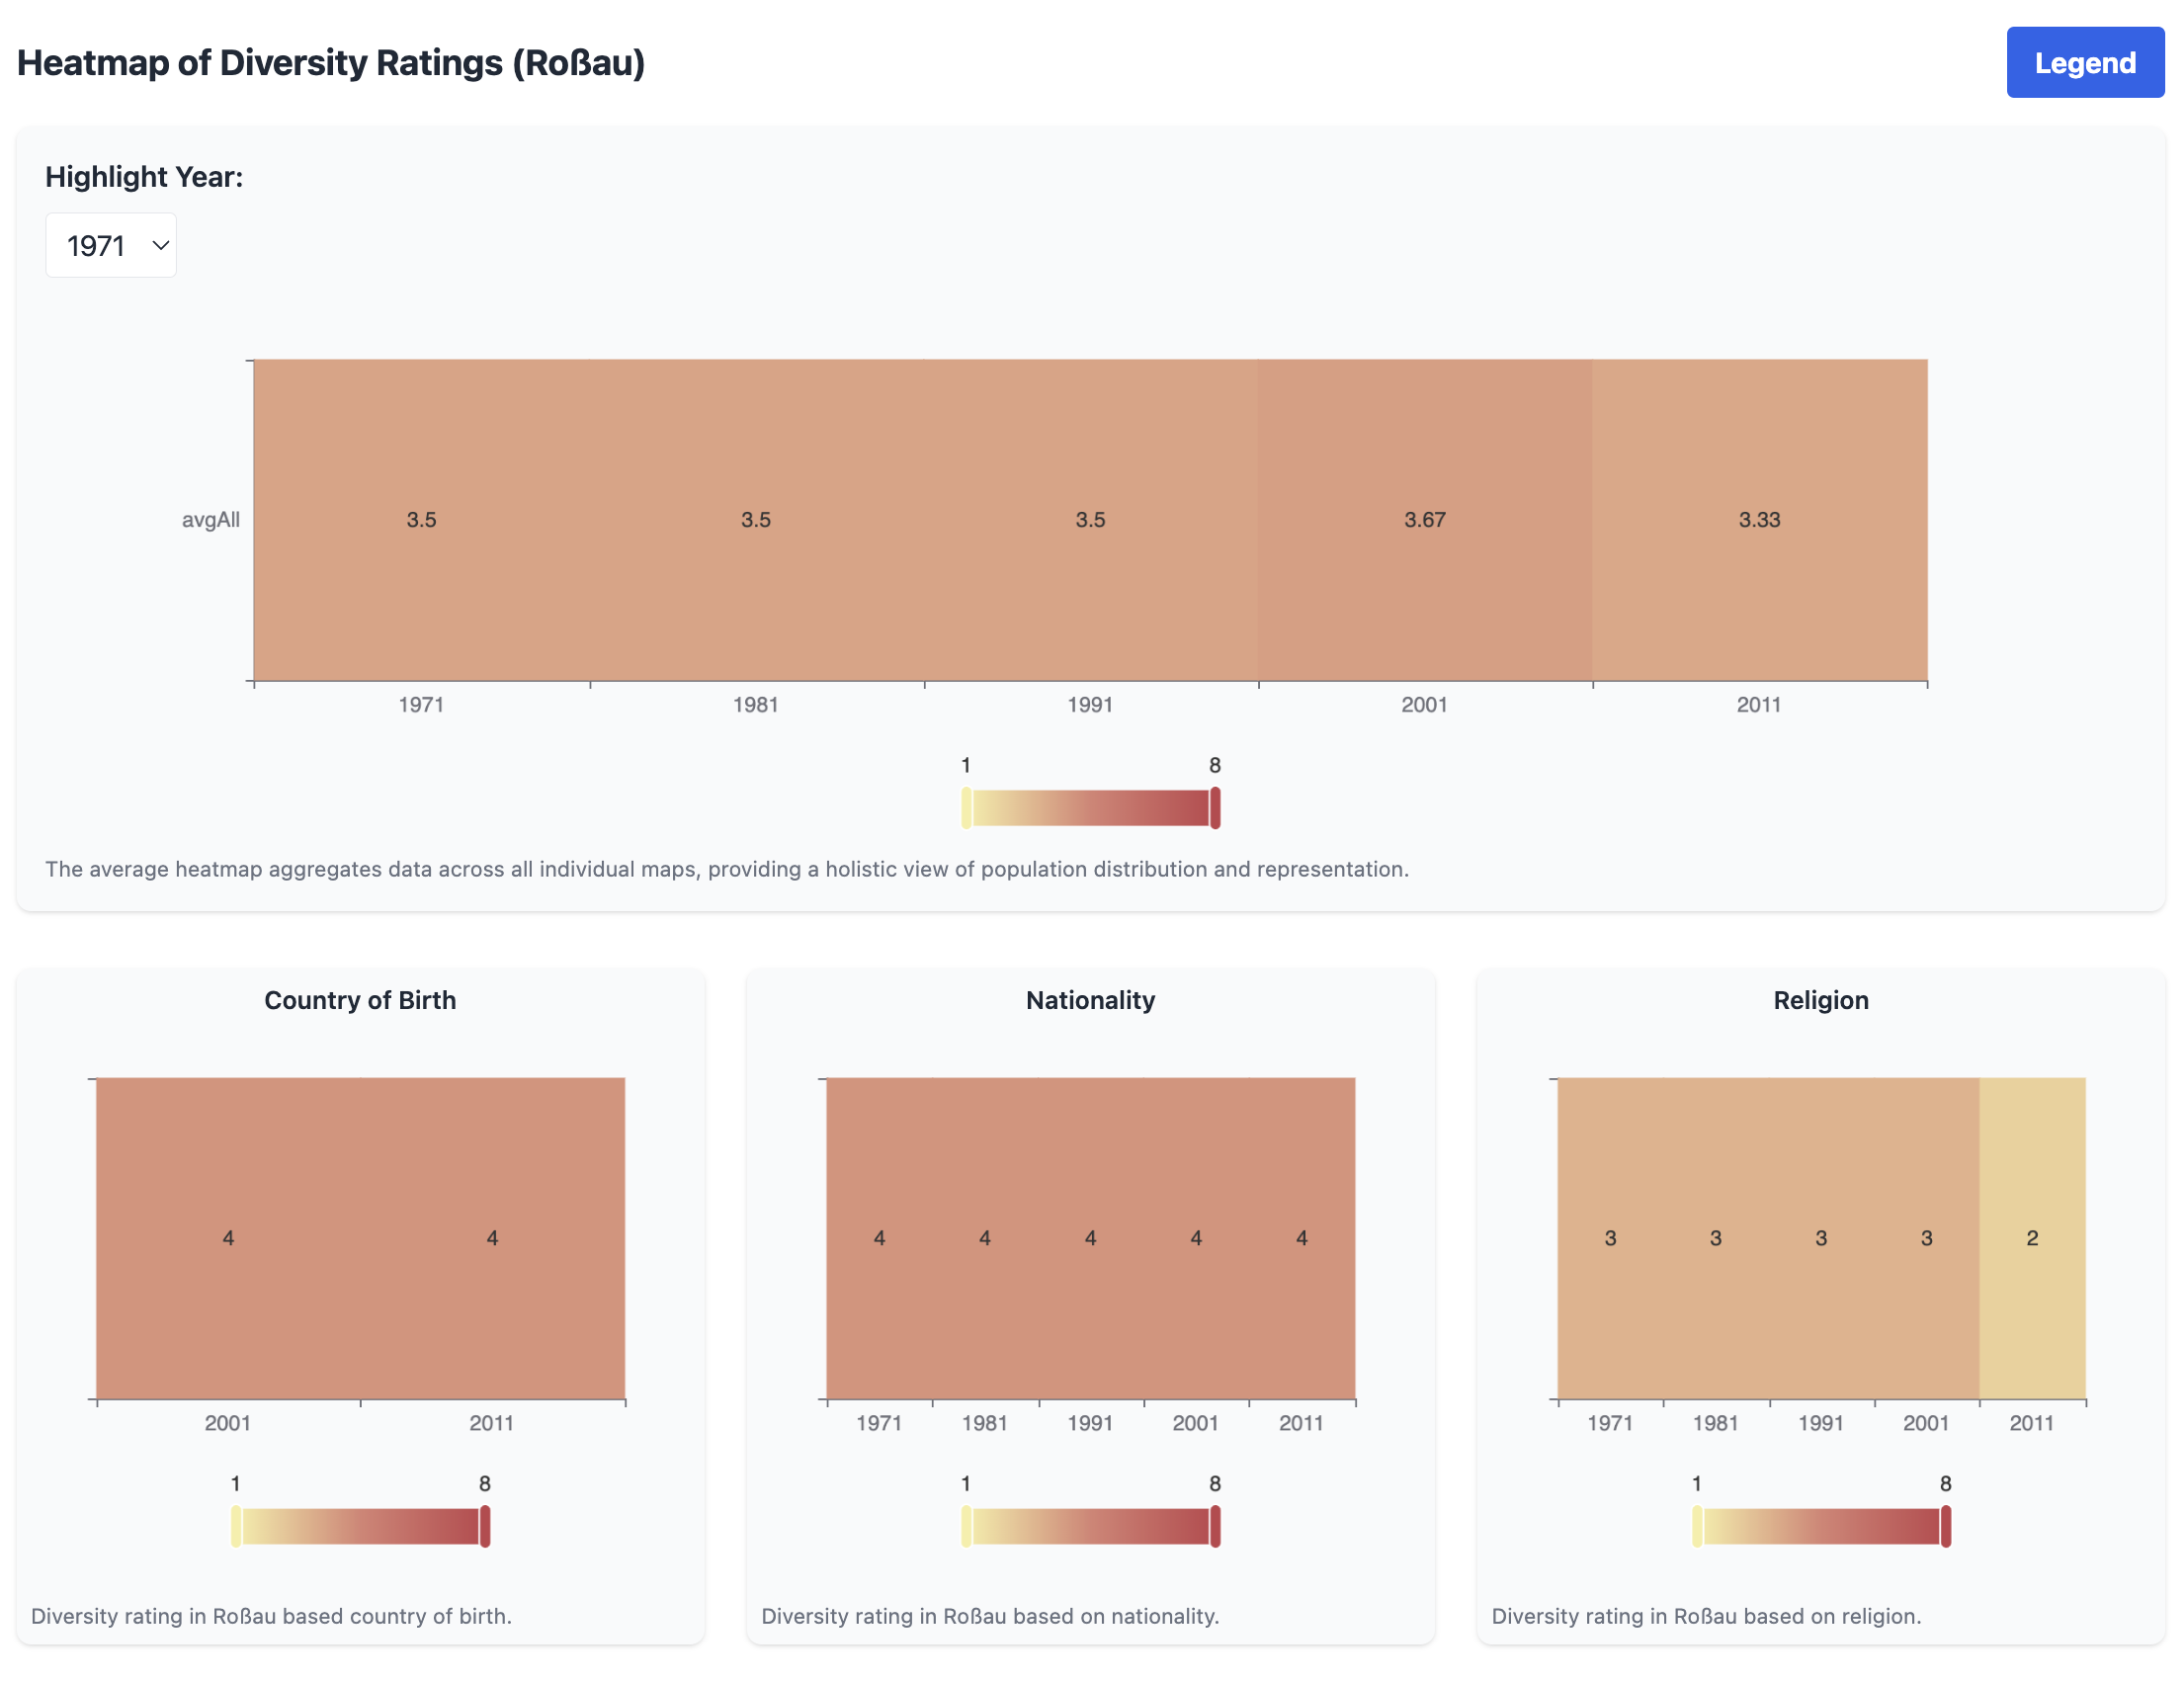 Heatmap of Diversity Ratings (Roßau)
Legend
Highlight Year:
1971
avgAll
3.5 3.5 3.5 3.67 3.33
1971 1981 1991 2001 2011
1 8
The average heatmap aggregates data across all individual maps, providing a holistic view of population distribution and representation.
Country of Birth
4 4
2001 2011
1 8
Diversity rating in Roßau based country of birth.
Nationality
4 4 4 4 4
1971 1981 1991 2001 2011
1 8
Diversity rating in Roßau based on nationality.
Religion
3 3 3 3 2
1971 1981 1991 2001 2011
1 8
Diversity rating in Roßau based on religion.